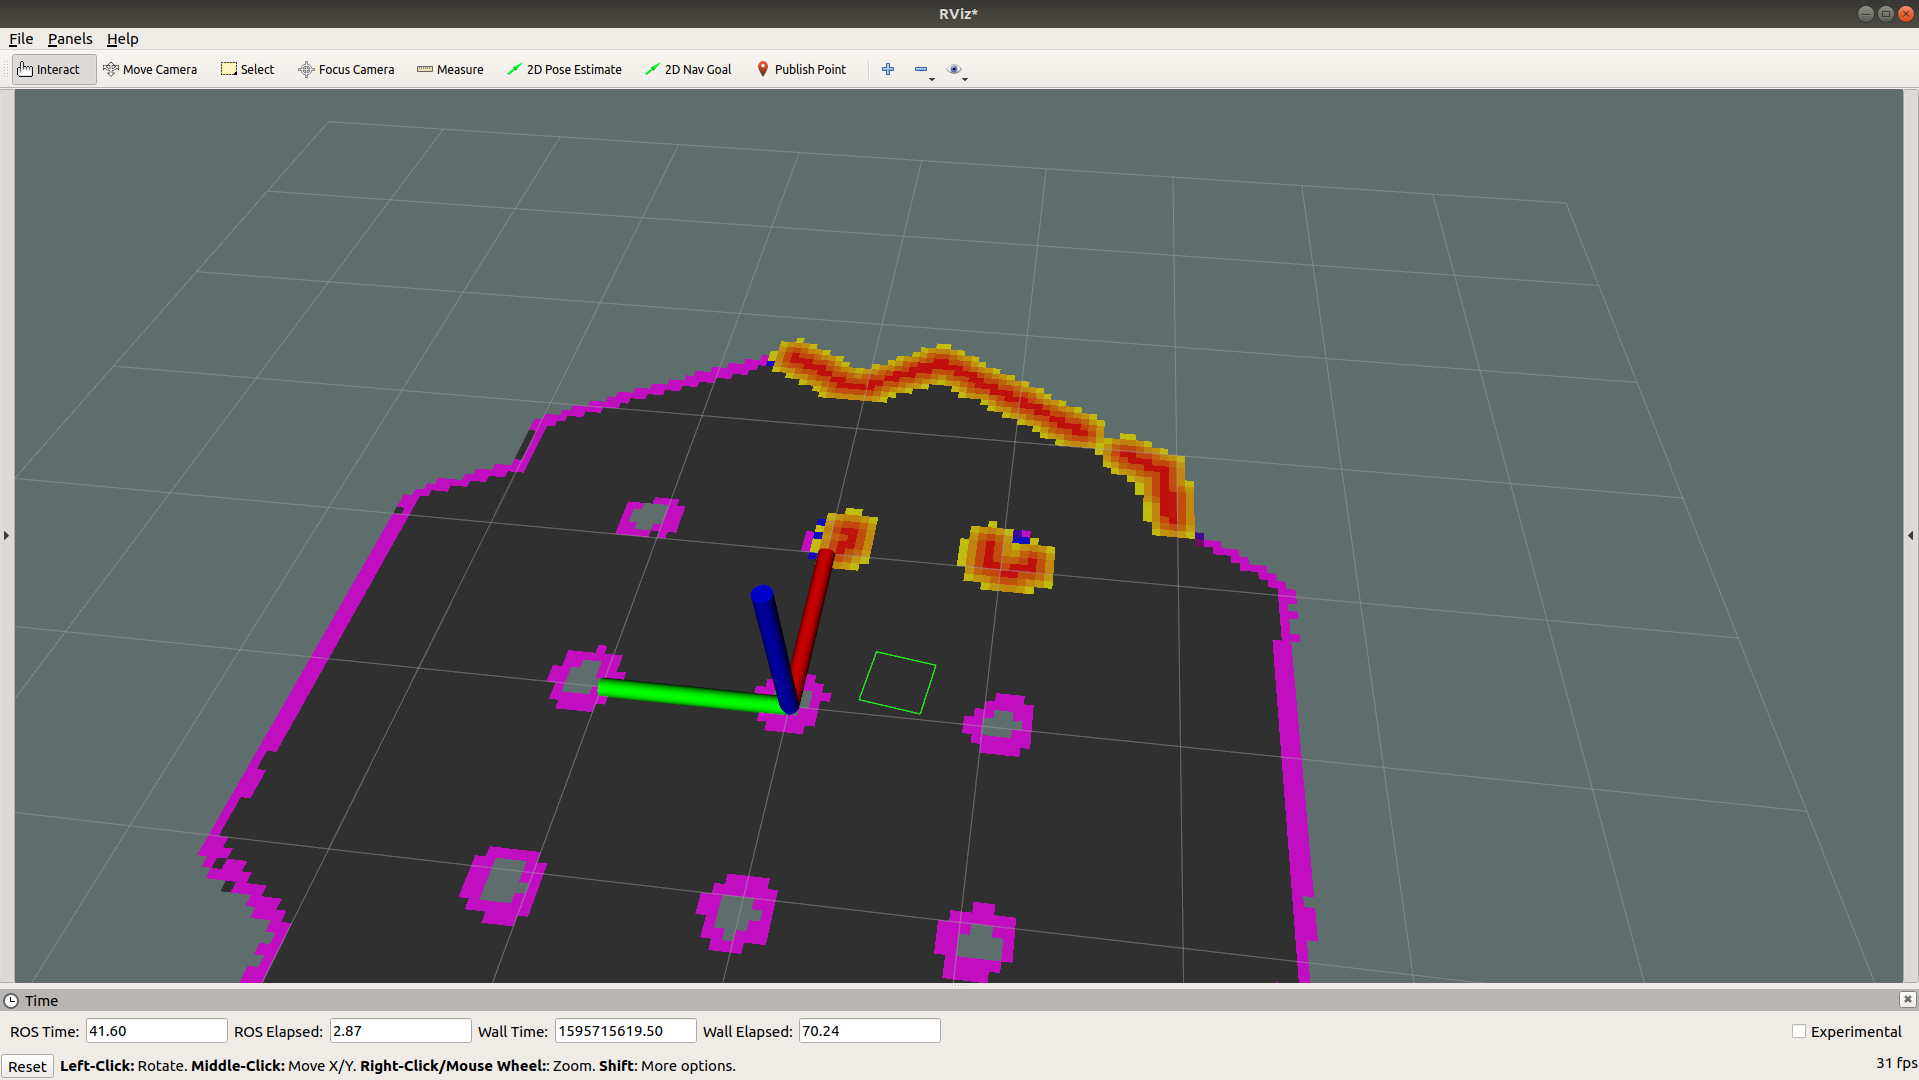 RViz*
File Panels Help
Interact Move Camera Select Focus Camera Measure 2D Pose Estimate 2D Nav Goal Publish Point
Time
ROS Time: 41.60 ROS Elapsed: 2.87 Wall Time: 1595715619.50 Wall Elapsed: 70.24 Experimental
Reset Left-Click: Rotate. Middle-Click: Move X/Y. Right-Click/Mouse Wheel:: Zoom. Shift: More options. 31 fps